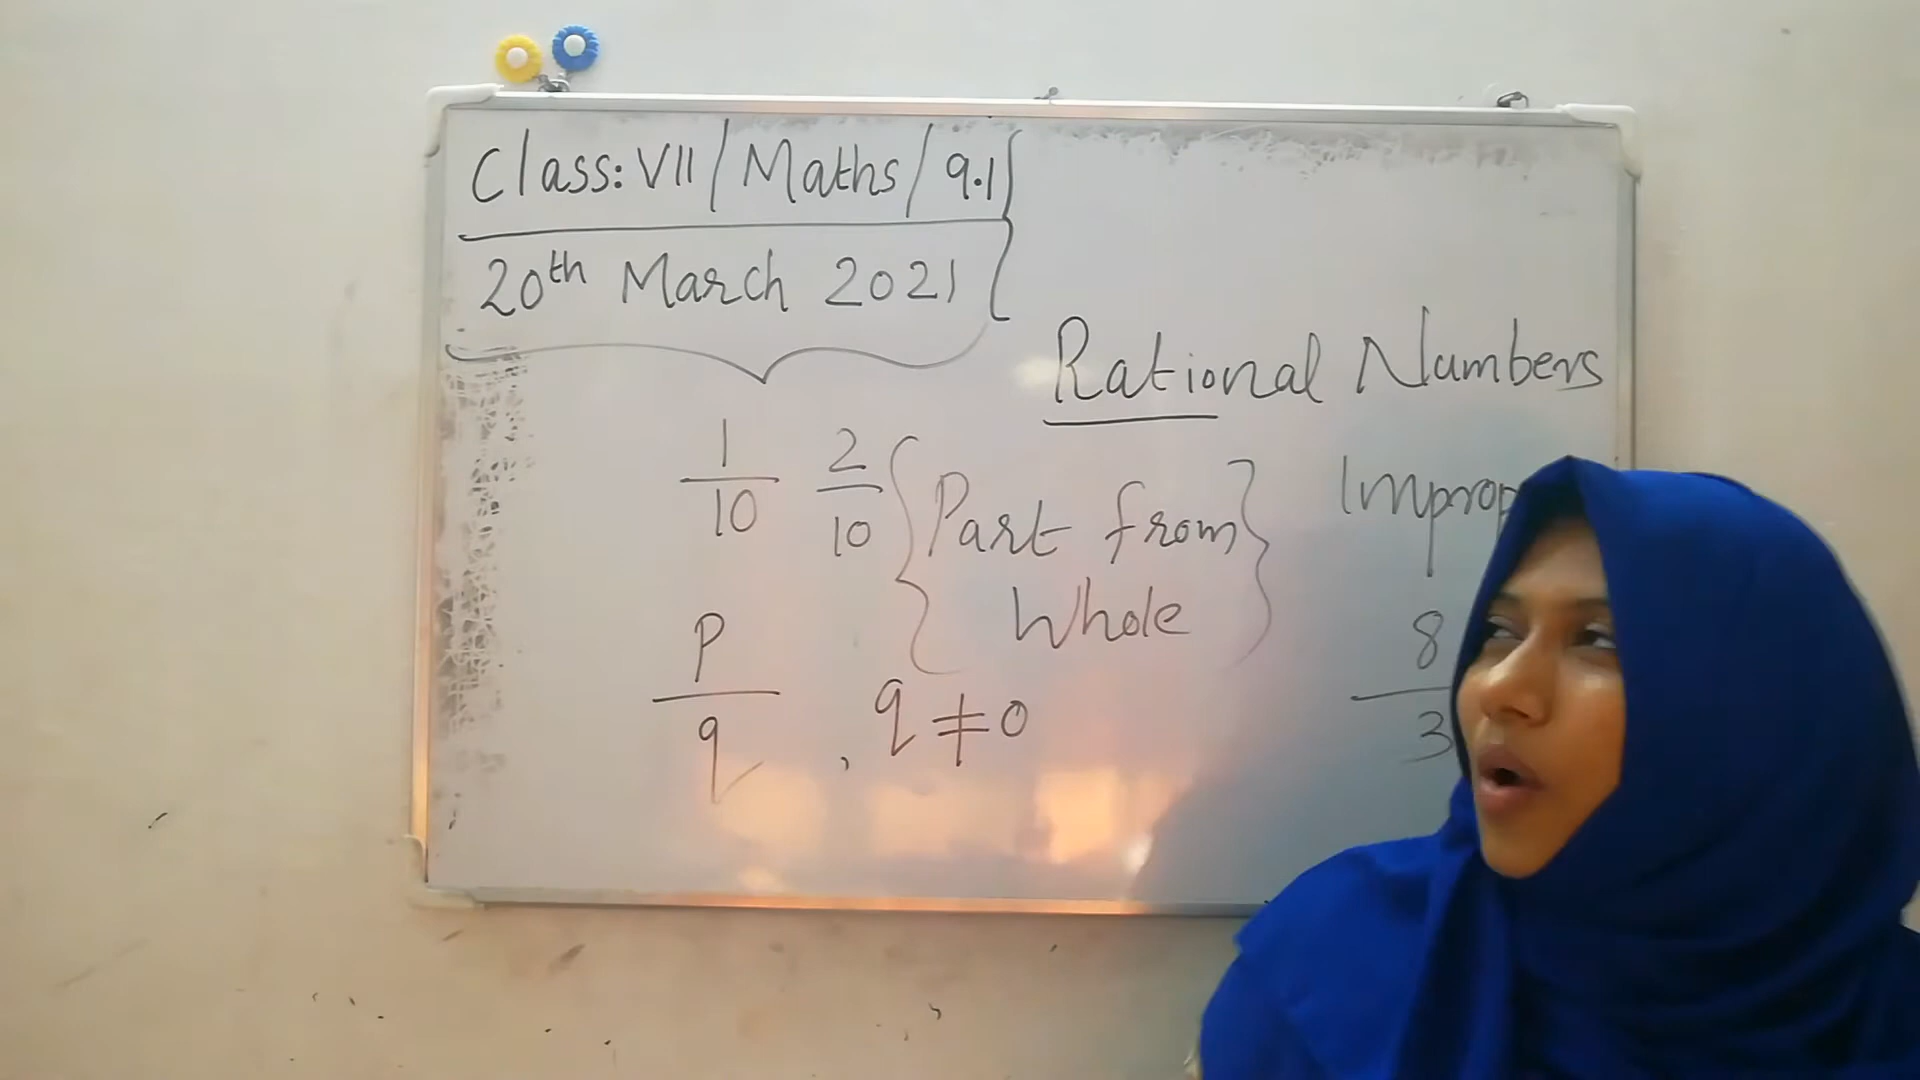 Class: VII / Maths / 9.1
20th March 2021
Rational Numbers
1/10 2/10 { Part from Whole }
p/q , q ≠ 0
8/3